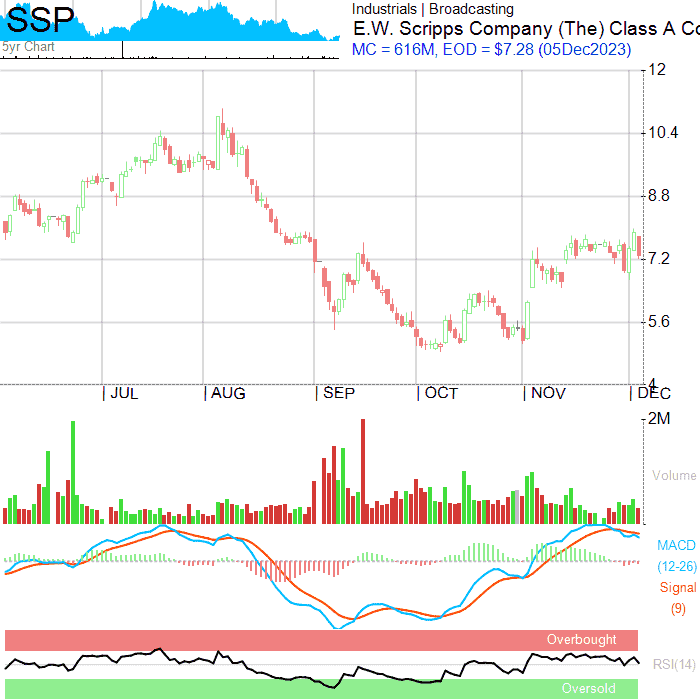 SSP
5yr Chart
Industrials | Broadcasting
E.W. Scripps Company (The) Class A Co
MC = 616M, EOD = $7.28 (05Dec2023)
12
10.4
8.8
7.2
5.6
4
JUL
AUG
SEP
OCT
NOV
DEC
2M
Volume
MACD
(12-26)
Signal
(9)
Overbought
RSI(14)
Oversold